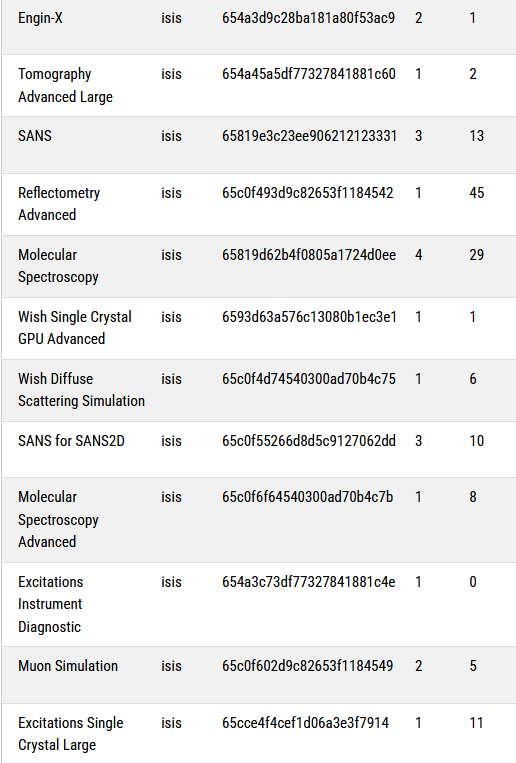 Engin-X isis 654a3d9c28ba181a80f53ac9 2 1
Tomography isis 654a45a5df77327841881c60 1 2
Advanced Large
SANS isis 65819e3c23ee906212123331 3 13
Reflectometry isis 65c0f493d9c82653f1184542 1 45
Advanced
Molecular isis 65819d62b4f0805a1724d0ee 4 29
Spectroscopy
Wish Single Crystal isis 6593d63a576c13080b1ec3e1 1 1
GPU Advanced
Wish Diffuse isis 65c0f4d74540300ad70b4c75 1 6
Scattering Simulation
SANS for SANS2D isis 65c0f55266d8d5c9127062dd 3 10
Molecular isis 65c0f6f64540300ad70b4c7b 1 8
Spectroscopy
Advanced
Excitations isis 654a3c73df77327841881c4e 1 0
Instrument
Diagnostic
Muon Simulation isis 65c0f602d9c82653f1184549 2 5
Excitations Single isis 65cce4f4cef1d06a3e3f7914 1 11
Crystal Large